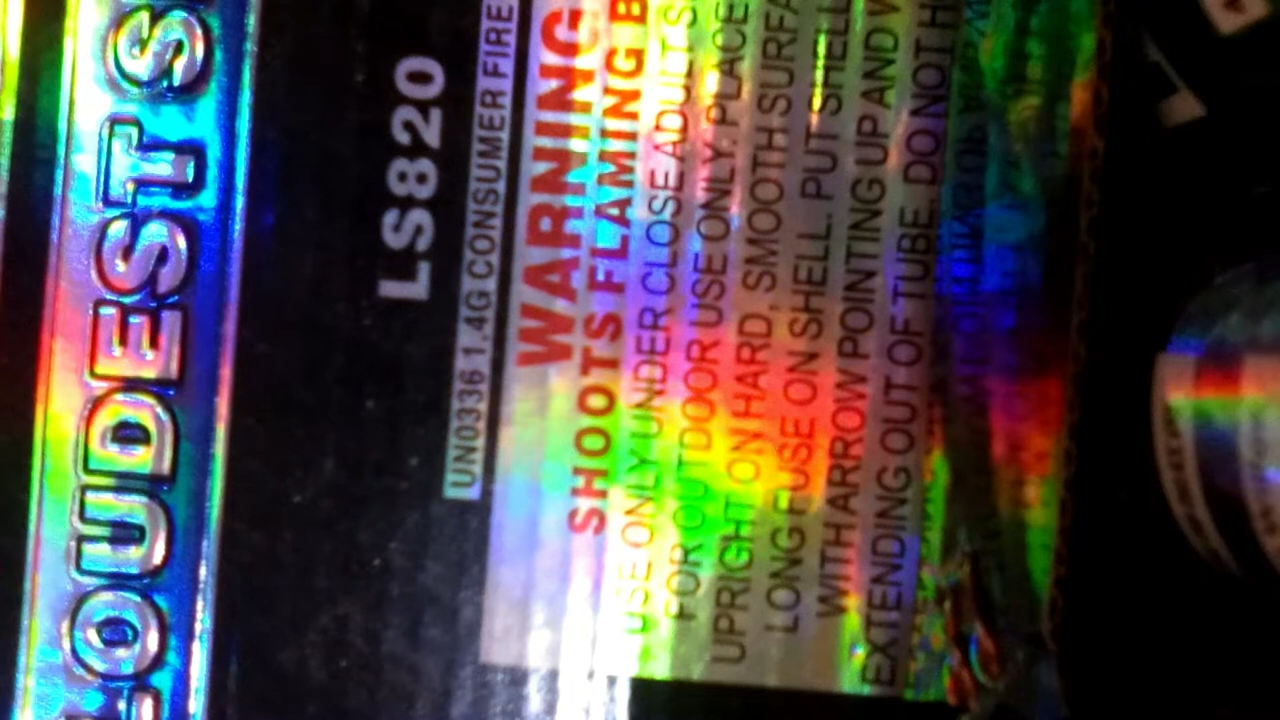 LOUDEST S
LS820
UN0336 1.4G CONSUMER FIRE
WARNING
SHOOTS FLAMING B
USE ONLY UNDER CLOSE ADULT S
FOR OUTDOOR USE ONLY. PLACE
UPRIGHT ON HARD, SMOOTH SURFA
LONG FUSE ON SHELL. PUT SHELL
WITH ARROW POINTING UP AND
EXTENDING OUT OF TUBE. DO NOT H